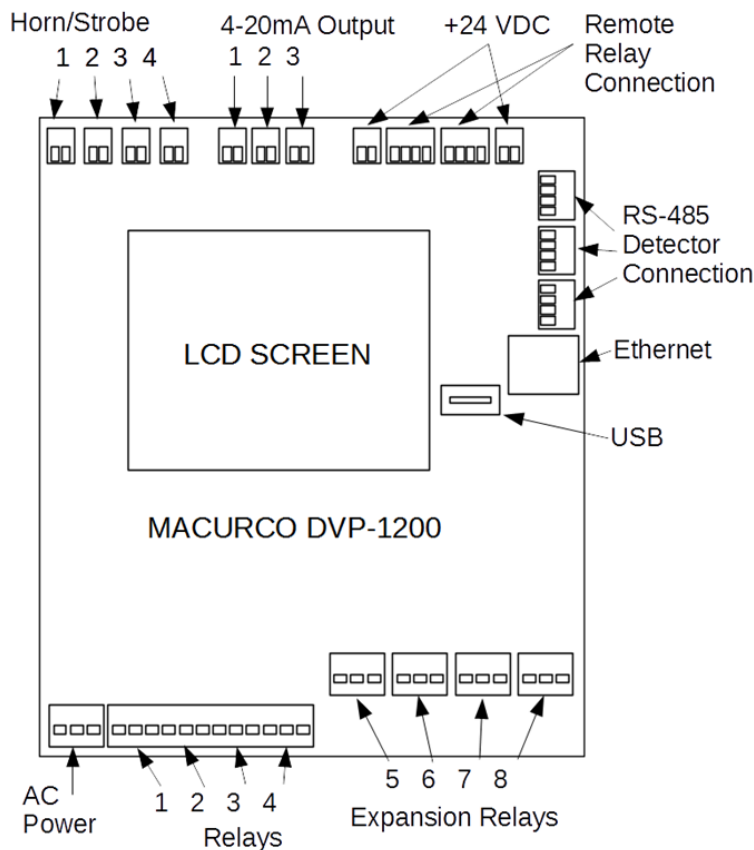 Horn/Strobe
1 2 3 4
4-20mA Output
1 2 3
+24 VDC
Remote
Relay
Connection
RS-485
Detector
Connection
Ethernet
USB
LCD SCREEN
MACURCO DVP-1200
AC
Power
1 2 3 4
Relays
5 6 7 8
Expansion Relays